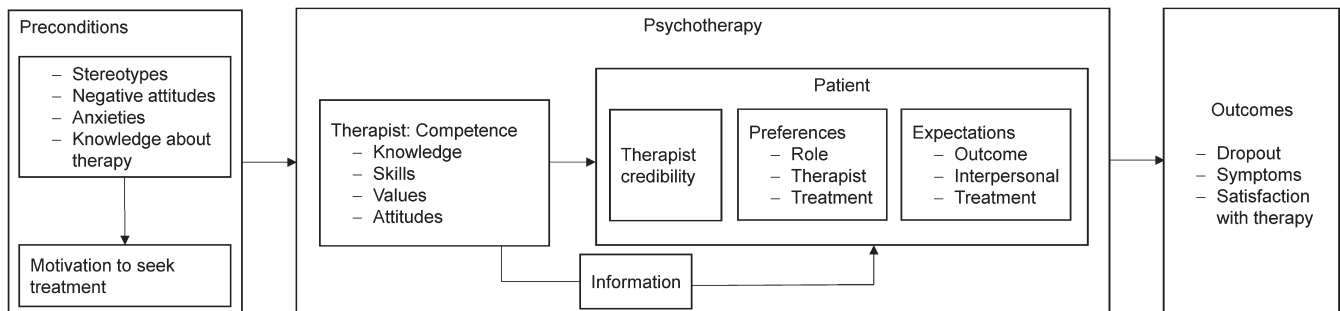 Preconditions
– Stereotypes
– Negative attitudes
– Anxieties
– Knowledge about
therapy
Motivation to seek
treatment
Psychotherapy
Therapist: Competence
– Knowledge
– Skills
– Values
– Attitudes
Information
Patient
Therapist
credibility
Preferences
– Role
– Therapist
– Treatment
Expectations
– Outcome
– Interpersonal
– Treatment
Outcomes
– Dropout
– Symptoms
– Satisfaction
with therapy